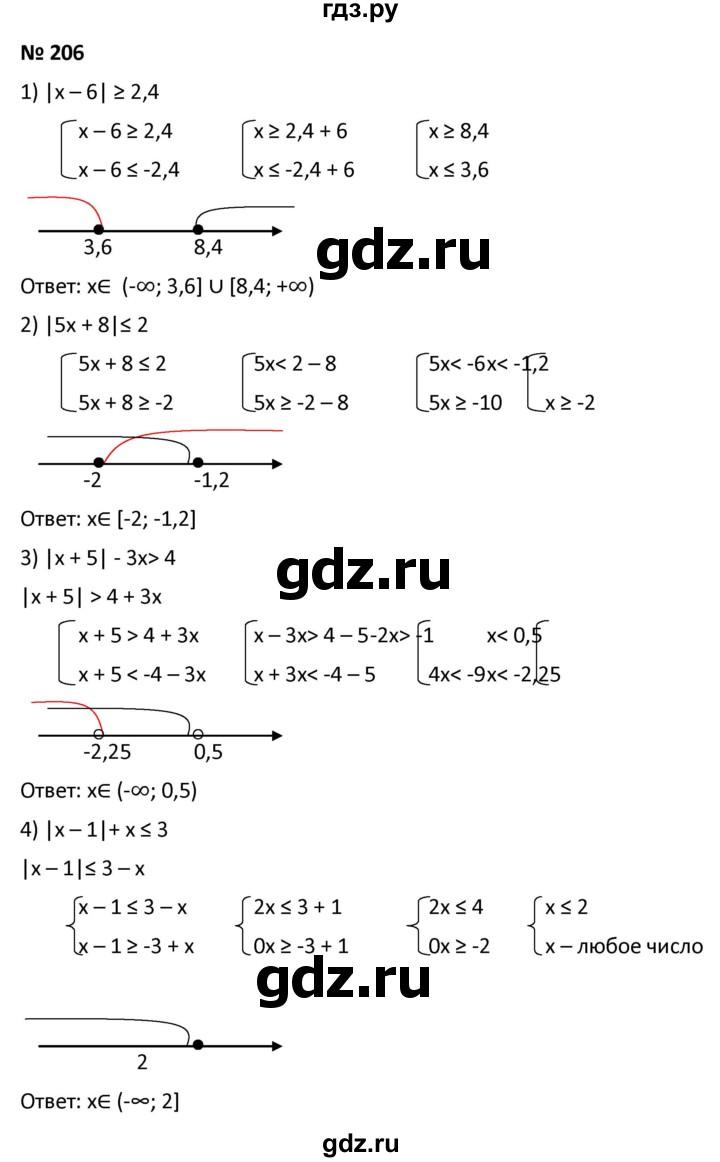 гдз.ру
№ 206
1) |x – 6| ≥ 2,4
x – 6 ≥ 2,4 x ≥ 2,4 + 6 x ≥ 8,4
x – 6 ≤ -2,4 x ≤ -2,4 + 6 x ≤ 3,6
3,6 8,4
gdz.ru
Ответ: x∈ (-∞; 3,6] ∪ [8,4; +∞)
2) |5x + 8|≤ 2
5x + 8 ≤ 2 5x< 2 – 8 5x< -6x< -1,2
5x + 8 ≥ -2 5x ≥ -2 – 8 5x ≥ -10 x ≥ -2
-2 -1,2
Ответ: x∈ [-2; -1,2]
3) |x + 5| - 3x> 4
gdz.ru
|x + 5| > 4 + 3x
x + 5 > 4 + 3x x – 3x> 4 – 5-2x> -1 x< 0,5
x + 5 < -4 – 3x x + 3x< -4 – 5 4x< -9x< -2,25
-2,25 0,5
Ответ: x∈ (-∞; 0,5)
4) |x – 1|+ x ≤ 3
|x – 1|≤ 3 – x
x – 1 ≤ 3 – x 2x ≤ 3 + 1 2x ≤ 4 x ≤ 2
x – 1 ≥ -3 + x 0x ≥ -3 + 1 0x ≥ -2 x – любое число
gdz.ru
2
Ответ: x∈ (-∞; 2]
gdz.ru